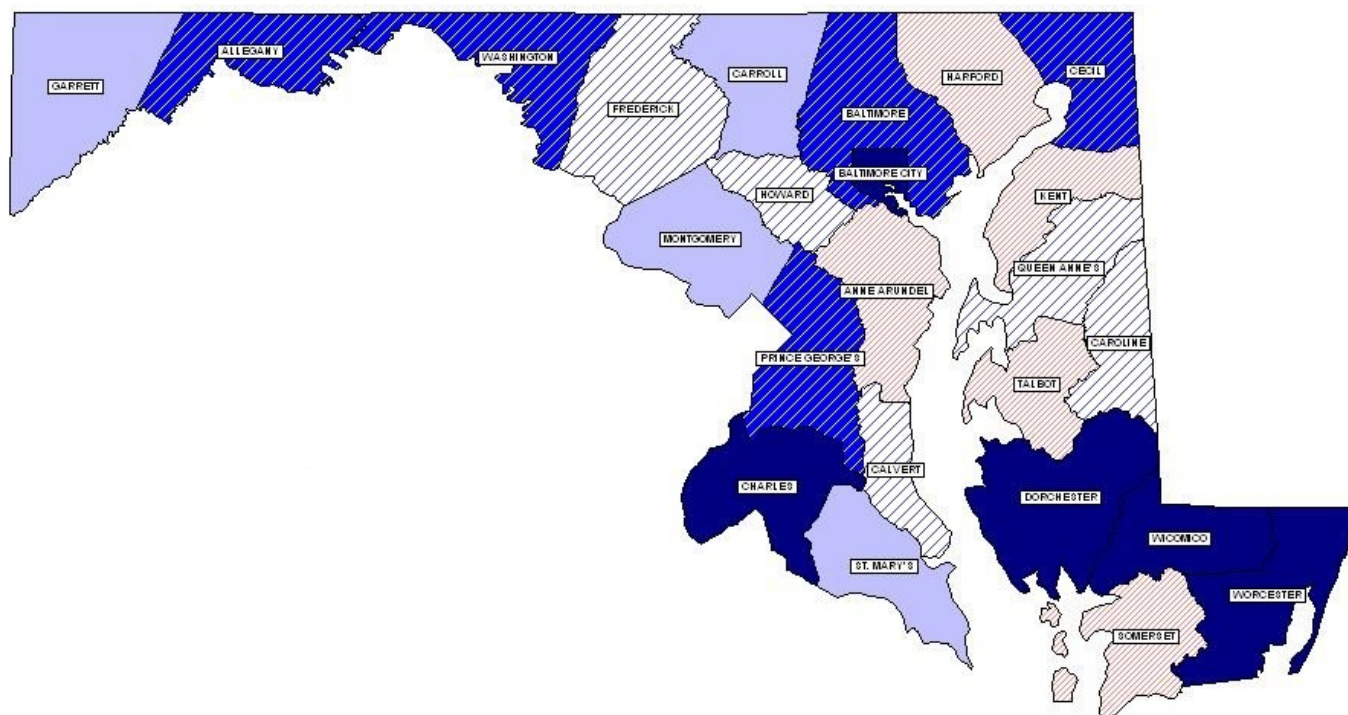 GARRETT
ALLEGANY
WASHINGTON
FREDERICK
CARROLL
BALTIMORE
HARFORD
CECIL
BALTIMORE CITY
HOWARD
KENT
MONTGOMERY
QUEEN ANNE'S
ANNE ARUNDEL
PRINCE GEORGE'S
CAROLINE
TALBOT
CALVERT
CHARLES
DORCHESTER
WICOMICO
ST. MARY'S
WORCESTER
SOMERSET